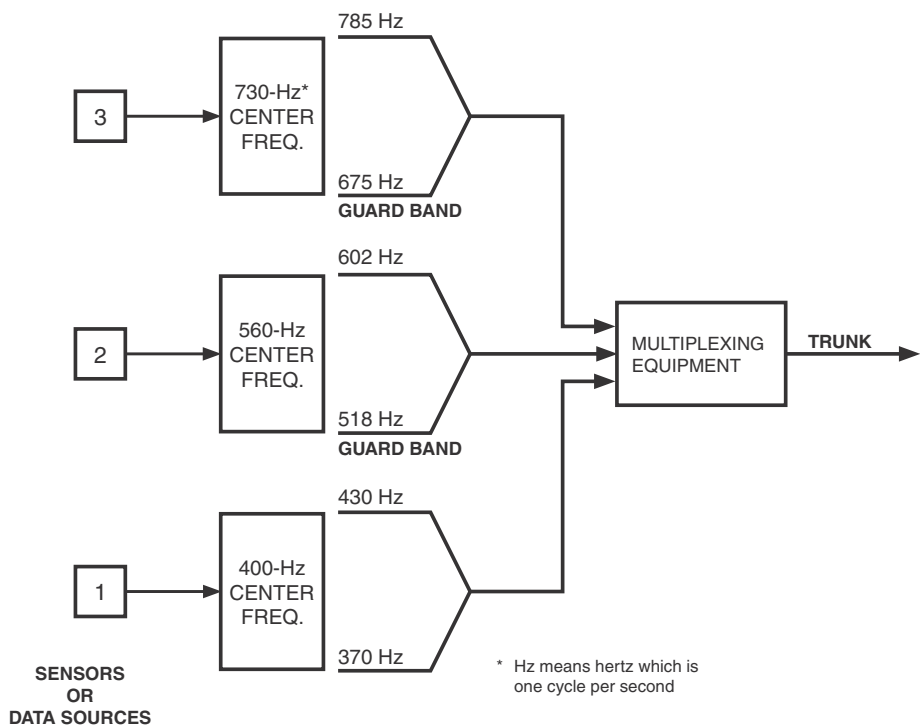 785 Hz
3
730-Hz*
CENTER
FREQ.
675 Hz
GUARD BAND
602 Hz
2
560-Hz
CENTER
FREQ.
518 Hz
GUARD BAND
MULTIPLEXING
EQUIPMENT
TRUNK
430 Hz
1
400-Hz
CENTER
FREQ.
370 Hz
SENSORS
OR
DATA SOURCES
* Hz means hertz which is
one cycle per second